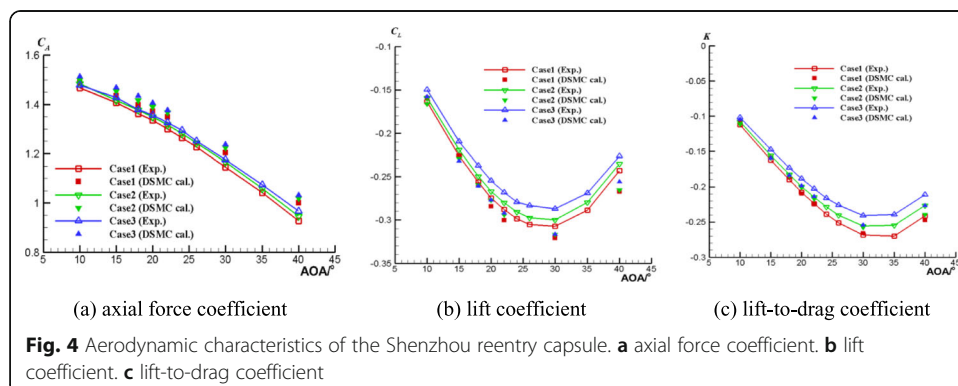 C_A
1.6
1.4
1.2
1
0.8
5 10 15 20 25 30 35 40 45
AOA/°
Case1 (Exp.)
Case1 (DSMC cal.)
Case2 (Exp.)
Case2 (DSMC cal.)
Case3 (Exp.)
Case3 (DSMC cal.)
(a) axial force coefficient
C_L
-0.1
-0.15
-0.2
-0.25
-0.3
-0.35
5 10 15 20 25 30 35 40 45
AOA/°
Case1 (Exp.)
Case1 (DSMC cal.)
Case2 (Exp.)
Case2 (DSMC cal.)
Case3 (Exp.)
Case3 (DSMC cal.)
(b) lift coefficient
K
0
-0.05
-0.1
-0.15
-0.2
-0.25
-0.3
5 10 15 20 25 30 35 40 45
AOA/°
Case1 (Exp.)
Case1 (DSMC cal.)
Case2 (Exp.)
Case2 (DSMC cal.)
Case3 (Exp.)
Case3 (DSMC cal.)
(c) lift-to-drag coefficient
Fig. 4 Aerodynamic characteristics of the Shenzhou reentry capsule. a axial force coefficient. b lift
coefficient. c lift-to-drag coefficient